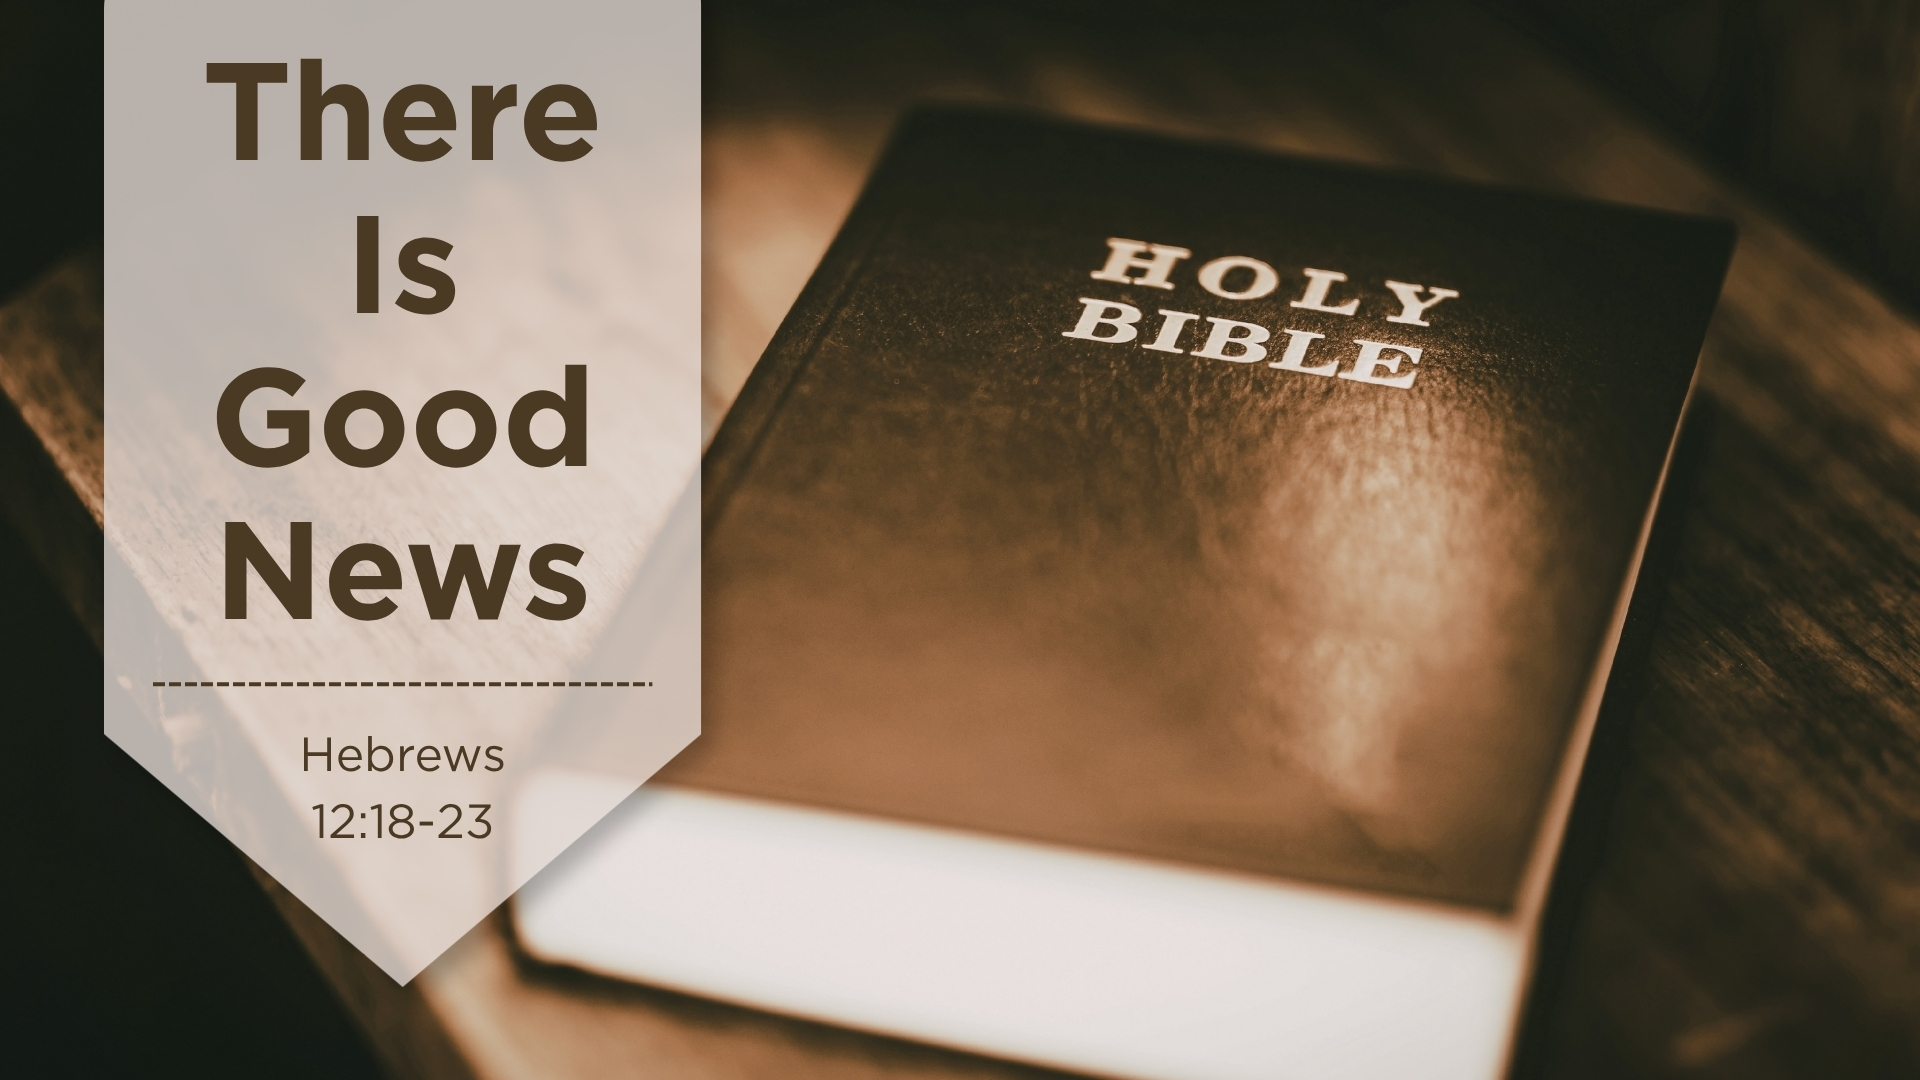 There
Is
Good
News
Hebrews
12:18-23
HOLY
BIBLE